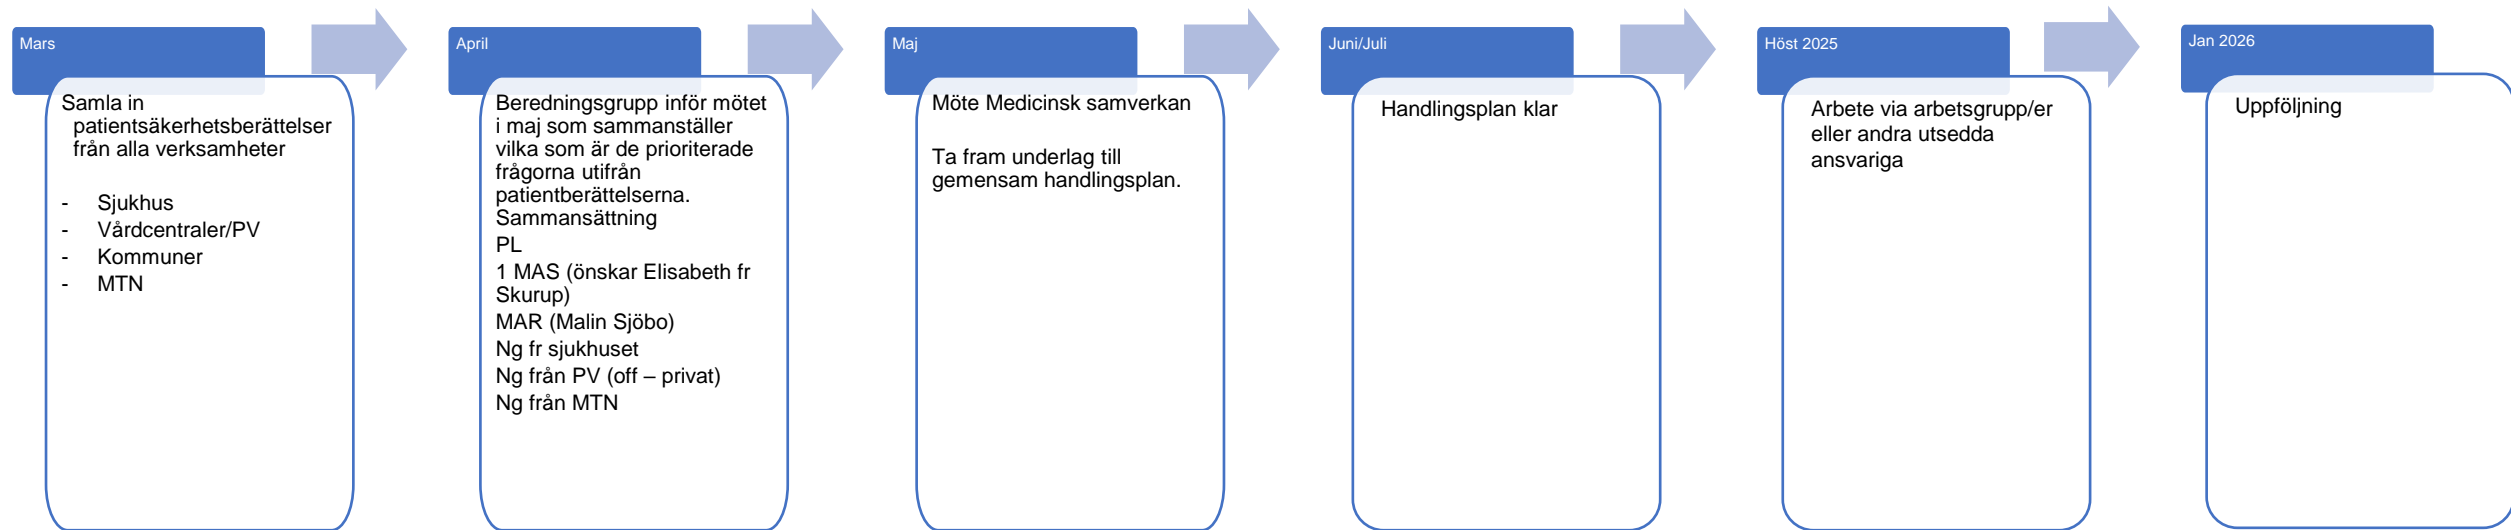 Mars
Samla in
patientsäkerhetsberättelser
från alla verksamheter
- Sjukhus
- Vårdcentraler/PV
- Kommuner
- MTN
April
Beredningsgrupp inför mötet
i maj som sammanställer
vilka som är de prioriterade
frågorna utifrån
patientberättelserna.
Sammansättning
PL
1 MAS (önskar Elisabeth fr
Skurup)
MAR (Malin Sjöbo)
Ng fr sjukhuset
Ng från PV (off – privat)
Ng från MTN
Maj
Möte Medicinsk samverkan
Ta fram underlag till
gemensam handlingsplan.
Juni/Juli
Handlingsplan klar
Höst 2025
Arbete via arbetsgrupp/er
eller andra utsedda
ansvariga
Jan 2026
Uppföljning